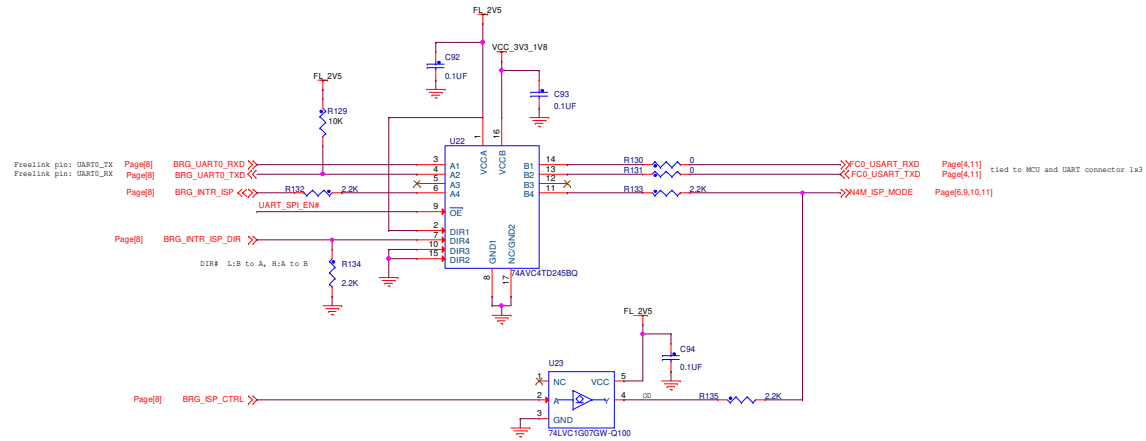 FL_2V5
C92
0.1UF
VCC_3V3_1V8
C93
0.1UF
FL_2V5
R129
10K
U22
1
16
VCCA
VCCB
Freelink pin: UART0_TX Page[8] BRG_UART0_RXD 3 A1 B1 14 R130 0 FC0_USART_RXD Page[4,11]
Freelink pin: UART0_RX Page[8] BRG_UART0_TXD 4 A2 B2 13 R131 0 FC0_USART_TXD Page[4,11] tied to MCU and UART connector 1x3
5 A3 B3 12
Page[8] BRG_INTR_ISP R132 2.2K 6 A4 B4 11 R133 2.2K N4M_ISP_MODE Page[6,9,10,11]
UART_SPI_EN# 9 OE
2 DIR1
Page[8] BRG_INTR_ISP_DIR 7 DIR4
10 DIR3
15 DIR2
GND1
NC/GND2
DIR# L:B to A, H:A to B
R134
2.2K
8
17
74AVC4TD245BQ
FL_2V5
C94
0.1UF
U23
1 NC VCC 5
Page[8] BRG_ISP_CTRL 2 A Y 4 OD R135 2.2K
3 GND
74LVC1G07GW-Q100